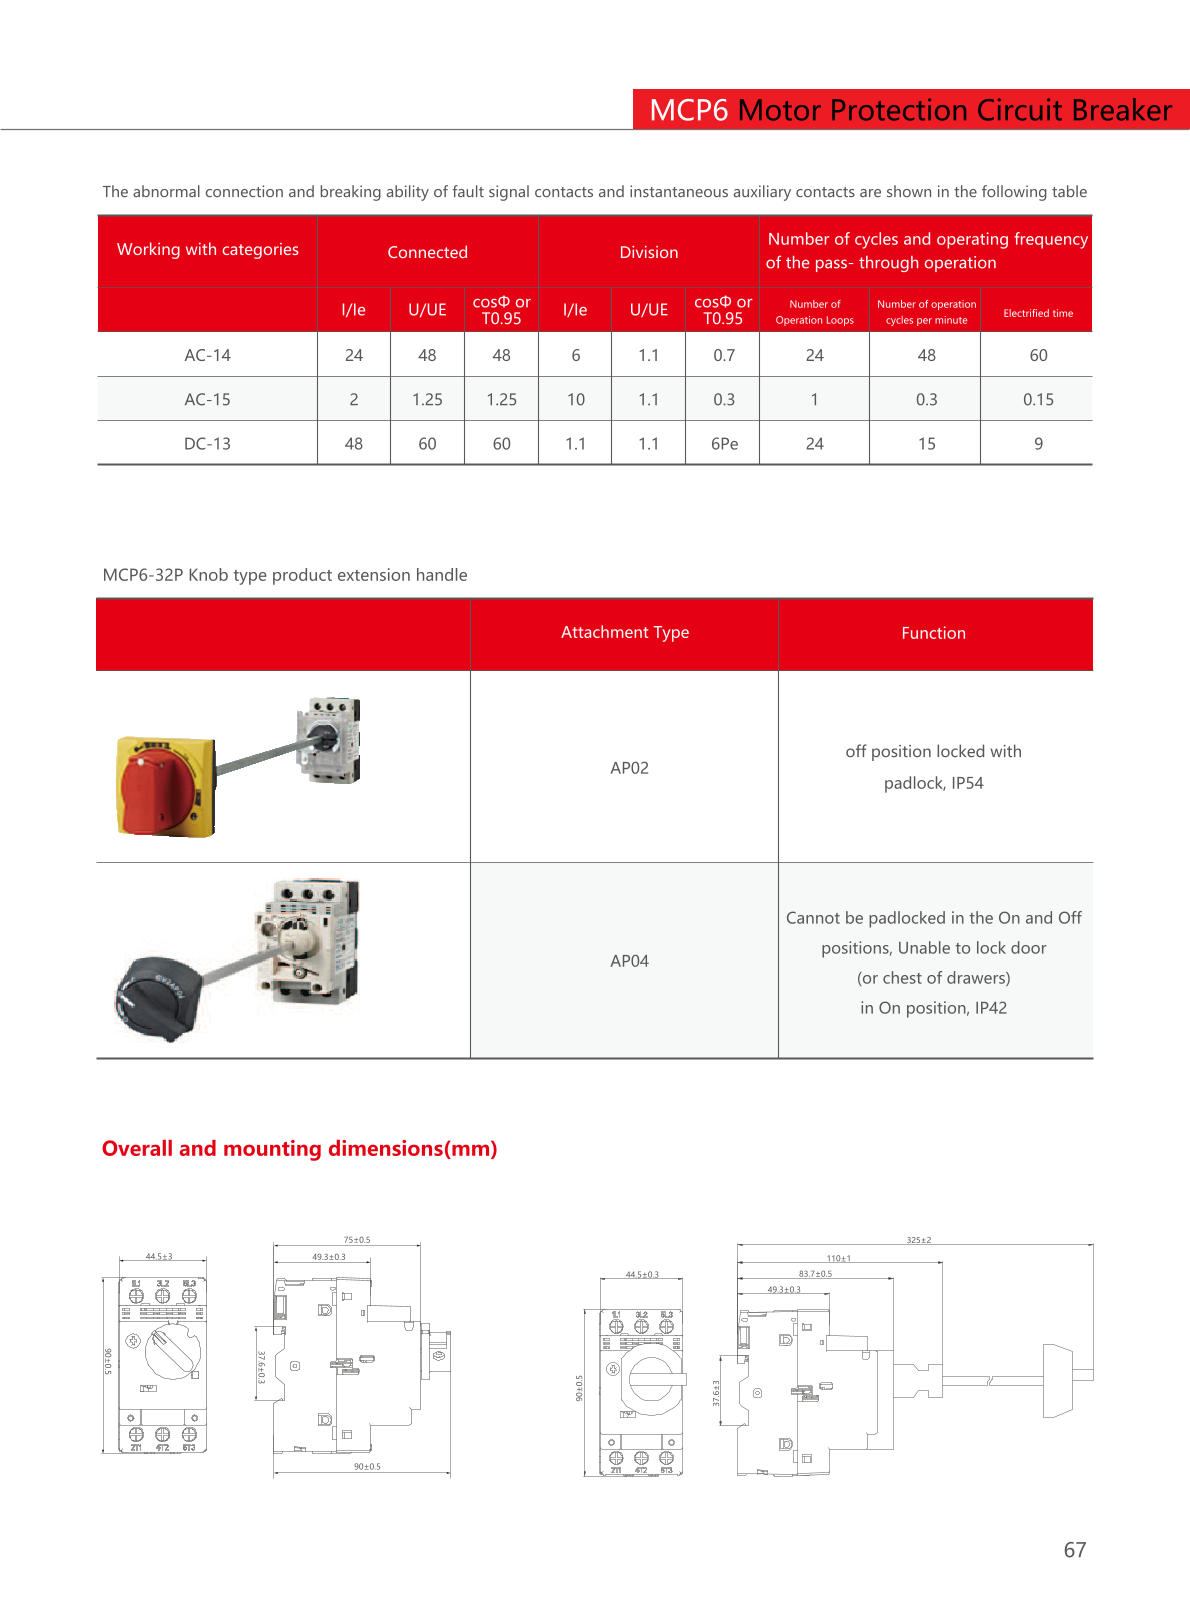 MCP6 Motor Protection Circuit Breaker
The abnormal connection and breaking ability of fault signal contacts and instantaneous auxiliary contacts are shown in the following table
Working with categories
Connected
Division
Number of cycles and operating frequency
of the pass- through operation
I/Ie U/UE cosΦ or T0.95 I/Ie U/UE cosΦ or T0.95 Number of Operation Loops Number of operation cycles per minute Electrified time
AC-14 24 48 48 6 1.1 0.7 24 48 60
AC-15 2 1.25 1.25 10 1.1 0.3 1 0.3 0.15
DC-13 48 60 60 1.1 1.1 6Pe 24 15 9
MCP6-32P Knob type product extension handle
Attachment Type Function
AP02
off position locked with
padlock, IP54
AP04
Cannot be padlocked in the On and Off
positions, Unable to lock door
(or chest of drawers)
in On position, IP42
Overall and mounting dimensions(mm)
44.5±3
1L1 3L2 5L3
90±0.5
2T1 4T2 6T3
75±0.5
49.3±0.3
37.6±0.3
90±0.5
44.5±0.3
1L1 3L2 5L3
90±0.5
2T1 4T2 6T3
325±2
110±1
83.7±0.5
49.3±0.3
37.6±3
67